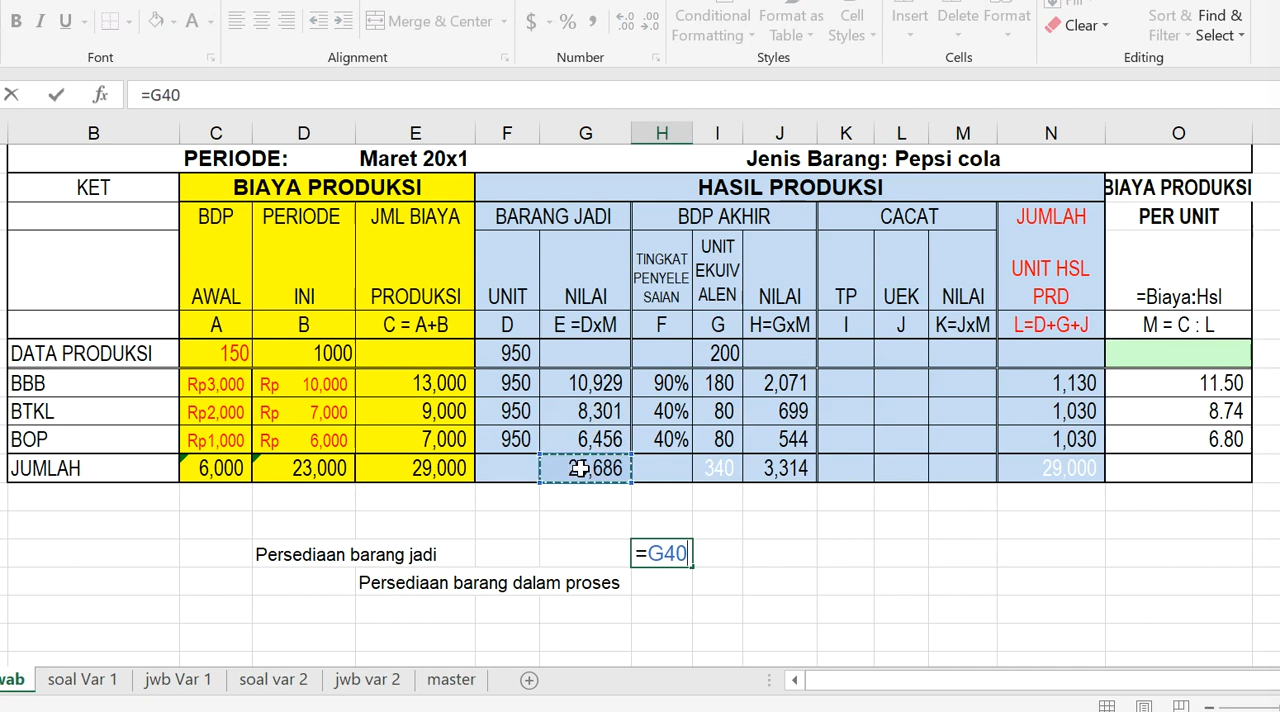 B I U A Merge & Center $ % , Conditional Formatting Format as Table Cell Styles Insert Delete Format Clear Sort & Filter Find & Select
Font Alignment Number Styles Cells Editing
fx =G40
B C D E F G H I J K L M N O
PERIODE: Maret 20x1 Jenis Barang: Pepsi cola
KET BIAYA PRODUKSI HASIL PRODUKSI BIAYA PRODUKSI
BDP PERIODE JML BIAYA BARANG JADI BDP AKHIR CACAT JUMLAH PER UNIT
AWAL INI PRODUKSI UNIT NILAI TINGKAT PENYELE SAIAN UNIT EKUIV ALEN NILAI TP UEK NILAI UNIT HSL PRD =Biaya:Hsl
A B C = A+B D E =DxM F G H=GxM I J K=JxM L=D+G+J M = C : L
DATA PRODUKSI 150 1000 950 200
BBB Rp3,000 Rp 10,000 13,000 950 10,929 90% 180 2,071 1,130 11.50
BTKL Rp2,000 Rp 7,000 9,000 950 8,301 40% 80 699 1,030 8.74
BOP Rp1,000 Rp 6,000 7,000 950 6,456 40% 80 544 1,030 6.80
JUMLAH 6,000 23,000 29,000 340 3,314 29,000
Persediaan barang jadi =G40
Persediaan barang dalam proses
wab soal Var 1 jwb Var 1 soal var 2 jwb var 2 master